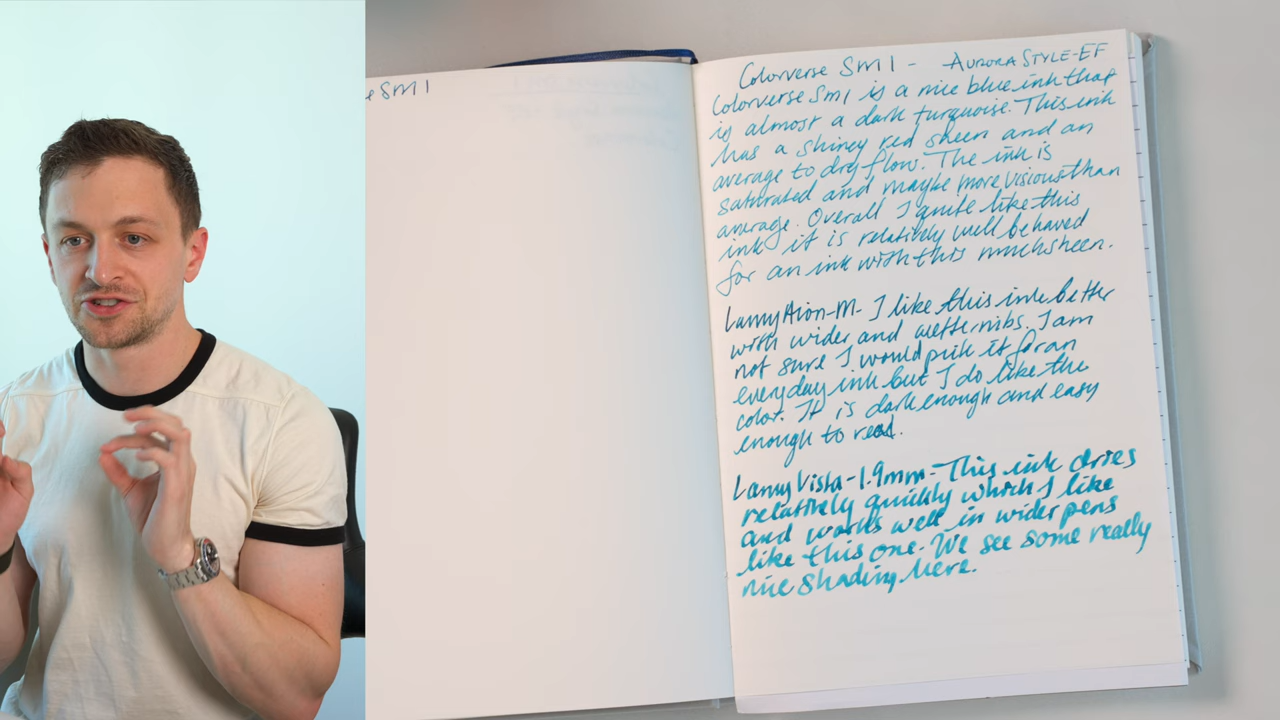 e SM1
Colorverse SM1 - AURORA STYLE-EF
Colorverse Sm1 is a nice blue ink that
is almost a dark turquoise. This ink
has a shiney red sheen and an
average to dry flow. The ink is
saturated and maybe more visious than
average. Overall I quite like this
ink it is relatively well behaved
for an ink with this much sheen.
Lamy Aion-M- I like this ink better
with wider and wetter nibs. I am
not sure I would pick it for an
everyday ink but I do like the
color. It is dark enough and easy
enough to read.
Lamy Vista-1.9mm- This ink dries
relatively quickly which I like
and works well in wider pens
like this one. We see some really
nice shading here.